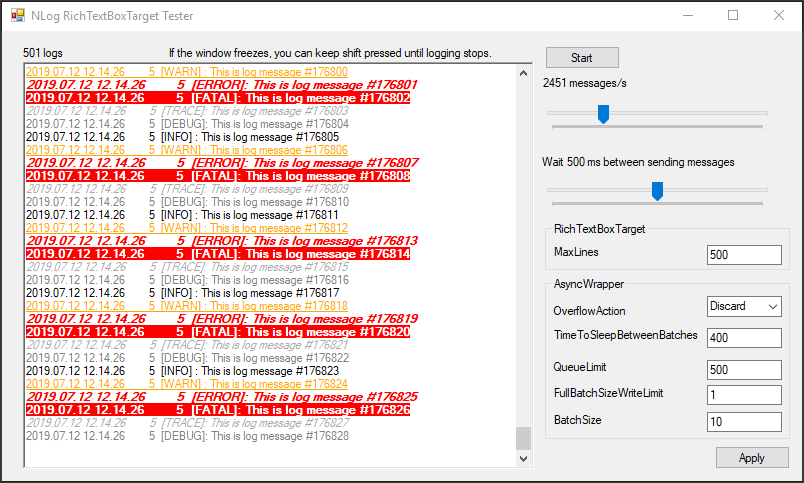 NLog RichTextBoxTarget Tester
501 logs
If the window freezes, you can keep shift pressed until logging stops.
2019.07.12 12.14.26 5 [WARN] : This is log message #176800
2019.07.12 12.14.26 5 [ERROR]: This is log message #176801
2019.07.12 12.14.26 5 [FATAL]: This is log message #176802
2019.07.12 12.14.26 5 [TRACE]: This is log message #176803
2019.07.12 12.14.26 5 [DEBUG]: This is log message #176804
2019.07.12 12.14.26 5 [INFO] : This is log message #176805
2019.07.12 12.14.26 5 [WARN] : This is log message #176806
2019.07.12 12.14.26 5 [ERROR]: This is log message #176807
2019.07.12 12.14.26 5 [FATAL]: This is log message #176808
2019.07.12 12.14.26 5 [TRACE]: This is log message #176809
2019.07.12 12.14.26 5 [DEBUG]: This is log message #176810
2019.07.12 12.14.26 5 [INFO] : This is log message #176811
2019.07.12 12.14.26 5 [WARN] : This is log message #176812
2019.07.12 12.14.26 5 [ERROR]: This is log message #176813
2019.07.12 12.14.26 5 [FATAL]: This is log message #176814
2019.07.12 12.14.26 5 [TRACE]: This is log message #176815
2019.07.12 12.14.26 5 [DEBUG]: This is log message #176816
2019.07.12 12.14.26 5 [INFO] : This is log message #176817
2019.07.12 12.14.26 5 [WARN] : This is log message #176818
2019.07.12 12.14.26 5 [ERROR]: This is log message #176819
2019.07.12 12.14.26 5 [FATAL]: This is log message #176820
2019.07.12 12.14.26 5 [TRACE]: This is log message #176821
2019.07.12 12.14.26 5 [DEBUG]: This is log message #176822
2019.07.12 12.14.26 5 [INFO] : This is log message #176823
2019.07.12 12.14.26 5 [WARN] : This is log message #176824
2019.07.12 12.14.26 5 [ERROR]: This is log message #176825
2019.07.12 12.14.26 5 [FATAL]: This is log message #176826
2019.07.12 12.14.26 5 [TRACE]: This is log message #176827
2019.07.12 12.14.26 5 [DEBUG]: This is log message #176828
Start
2451 messages/s
Wait 500 ms between sending messages
RichTextBoxTarget
MaxLines 500
AsyncWrapper
OverflowAction Discard
TimeToSleepBetweenBatches 400
QueueLimit 500
FullBatchSizeWriteLimit 1
BatchSize 10
Apply